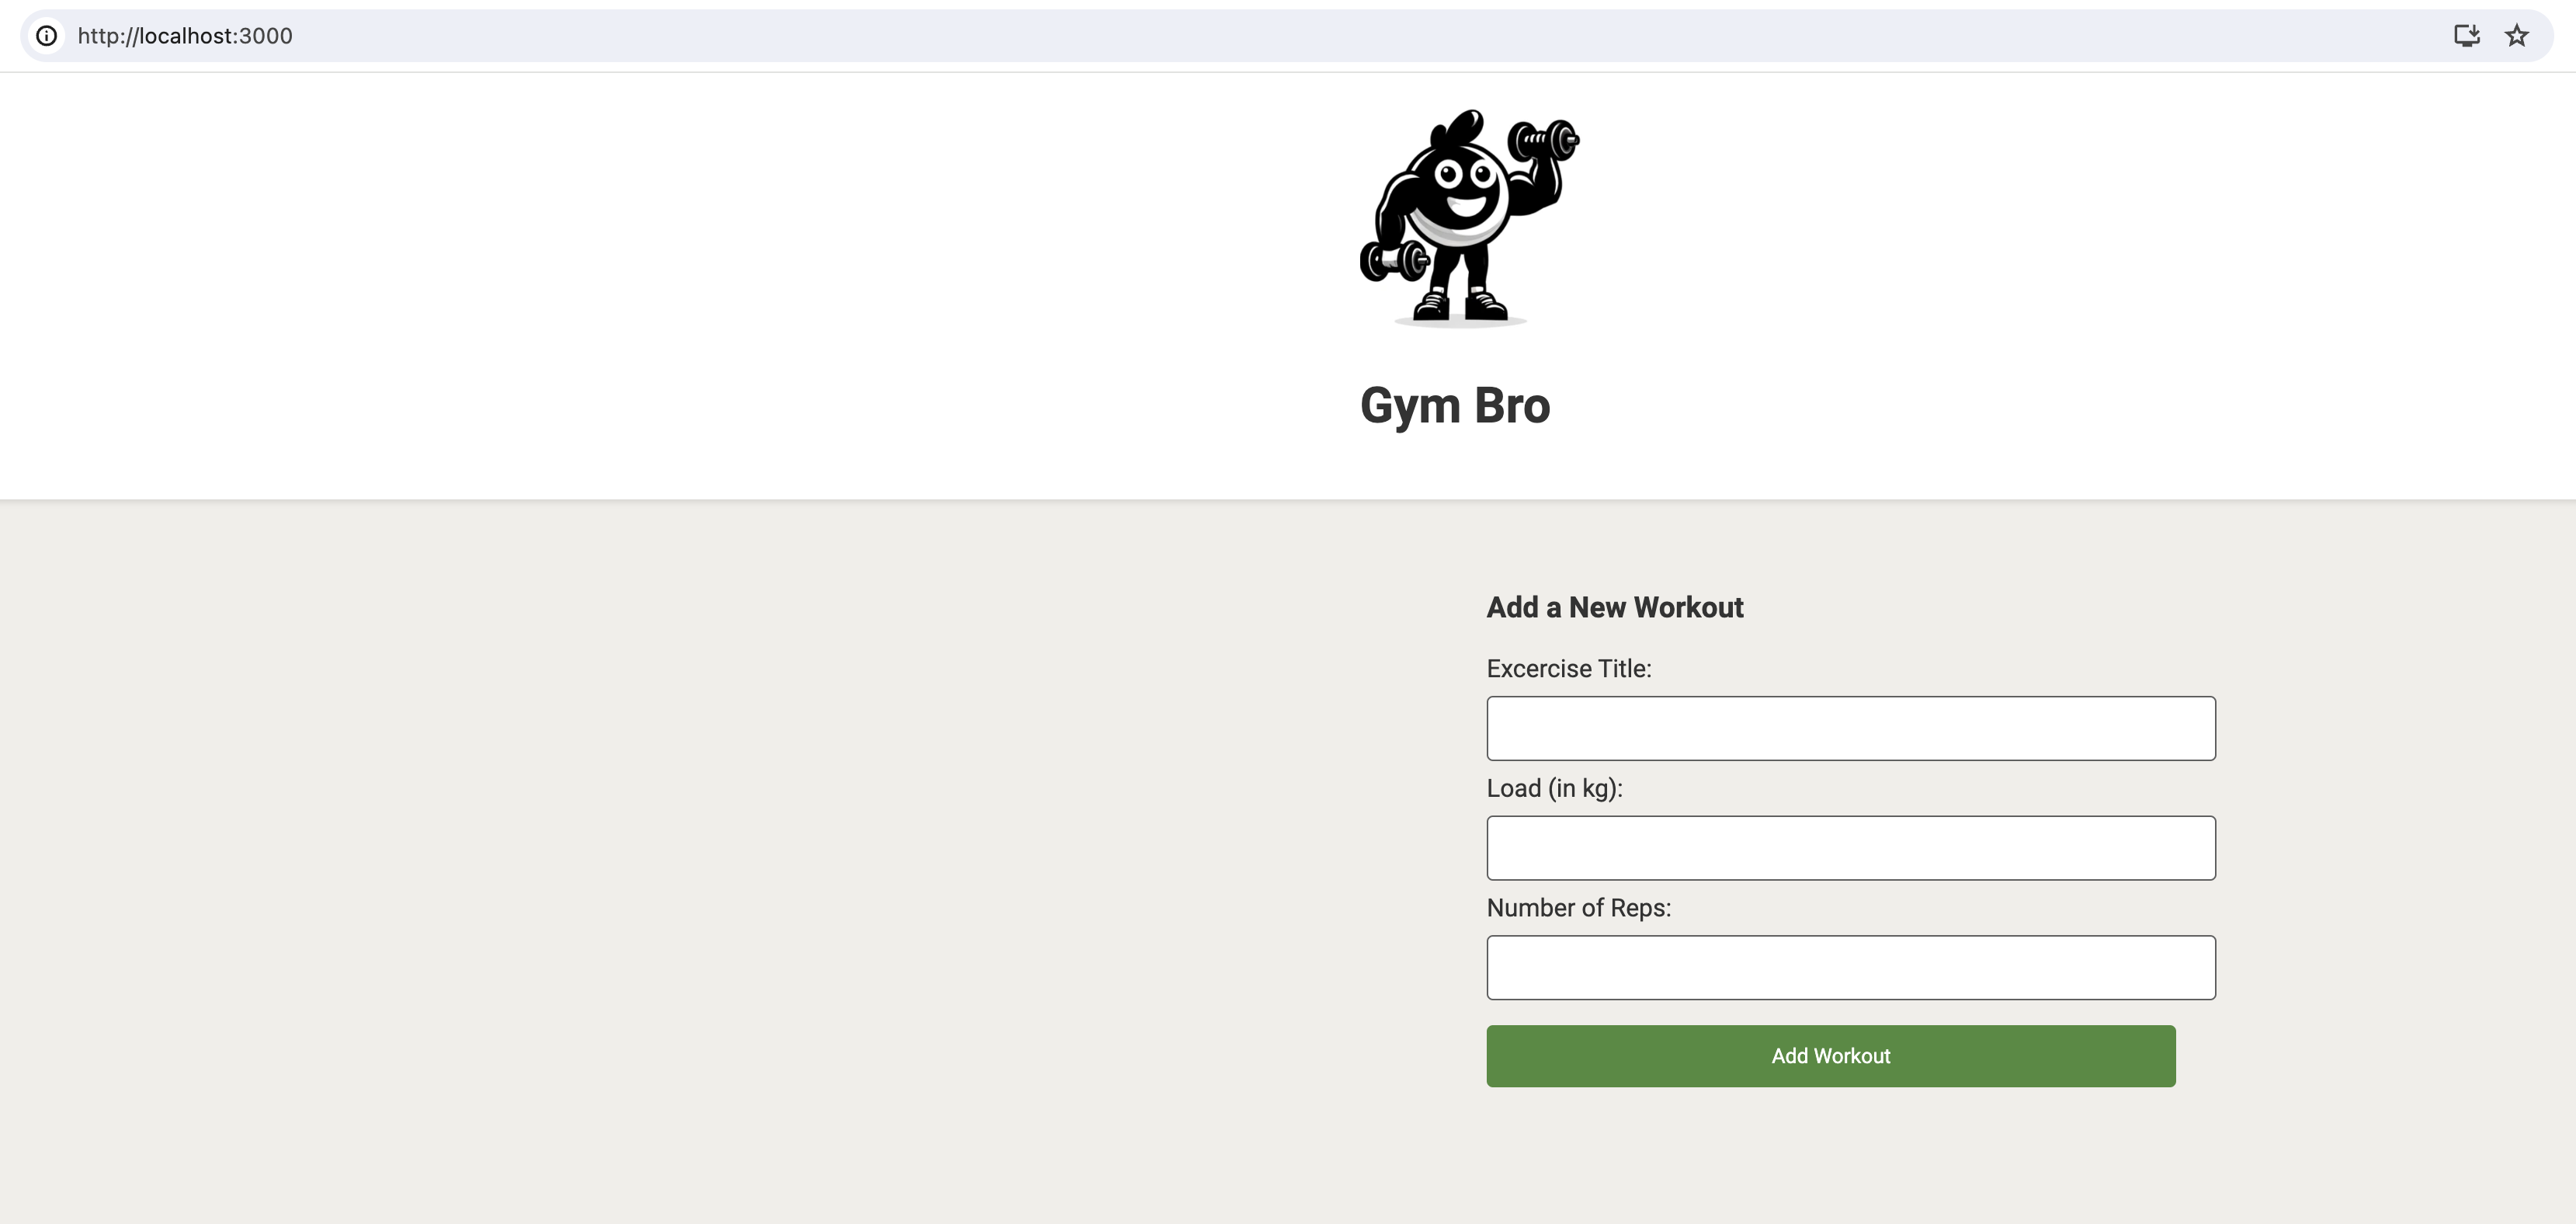 http://localhost:3000
Gym Bro
Add a New Workout
Excercise Title:
Load (in kg):
Number of Reps:
Add Workout